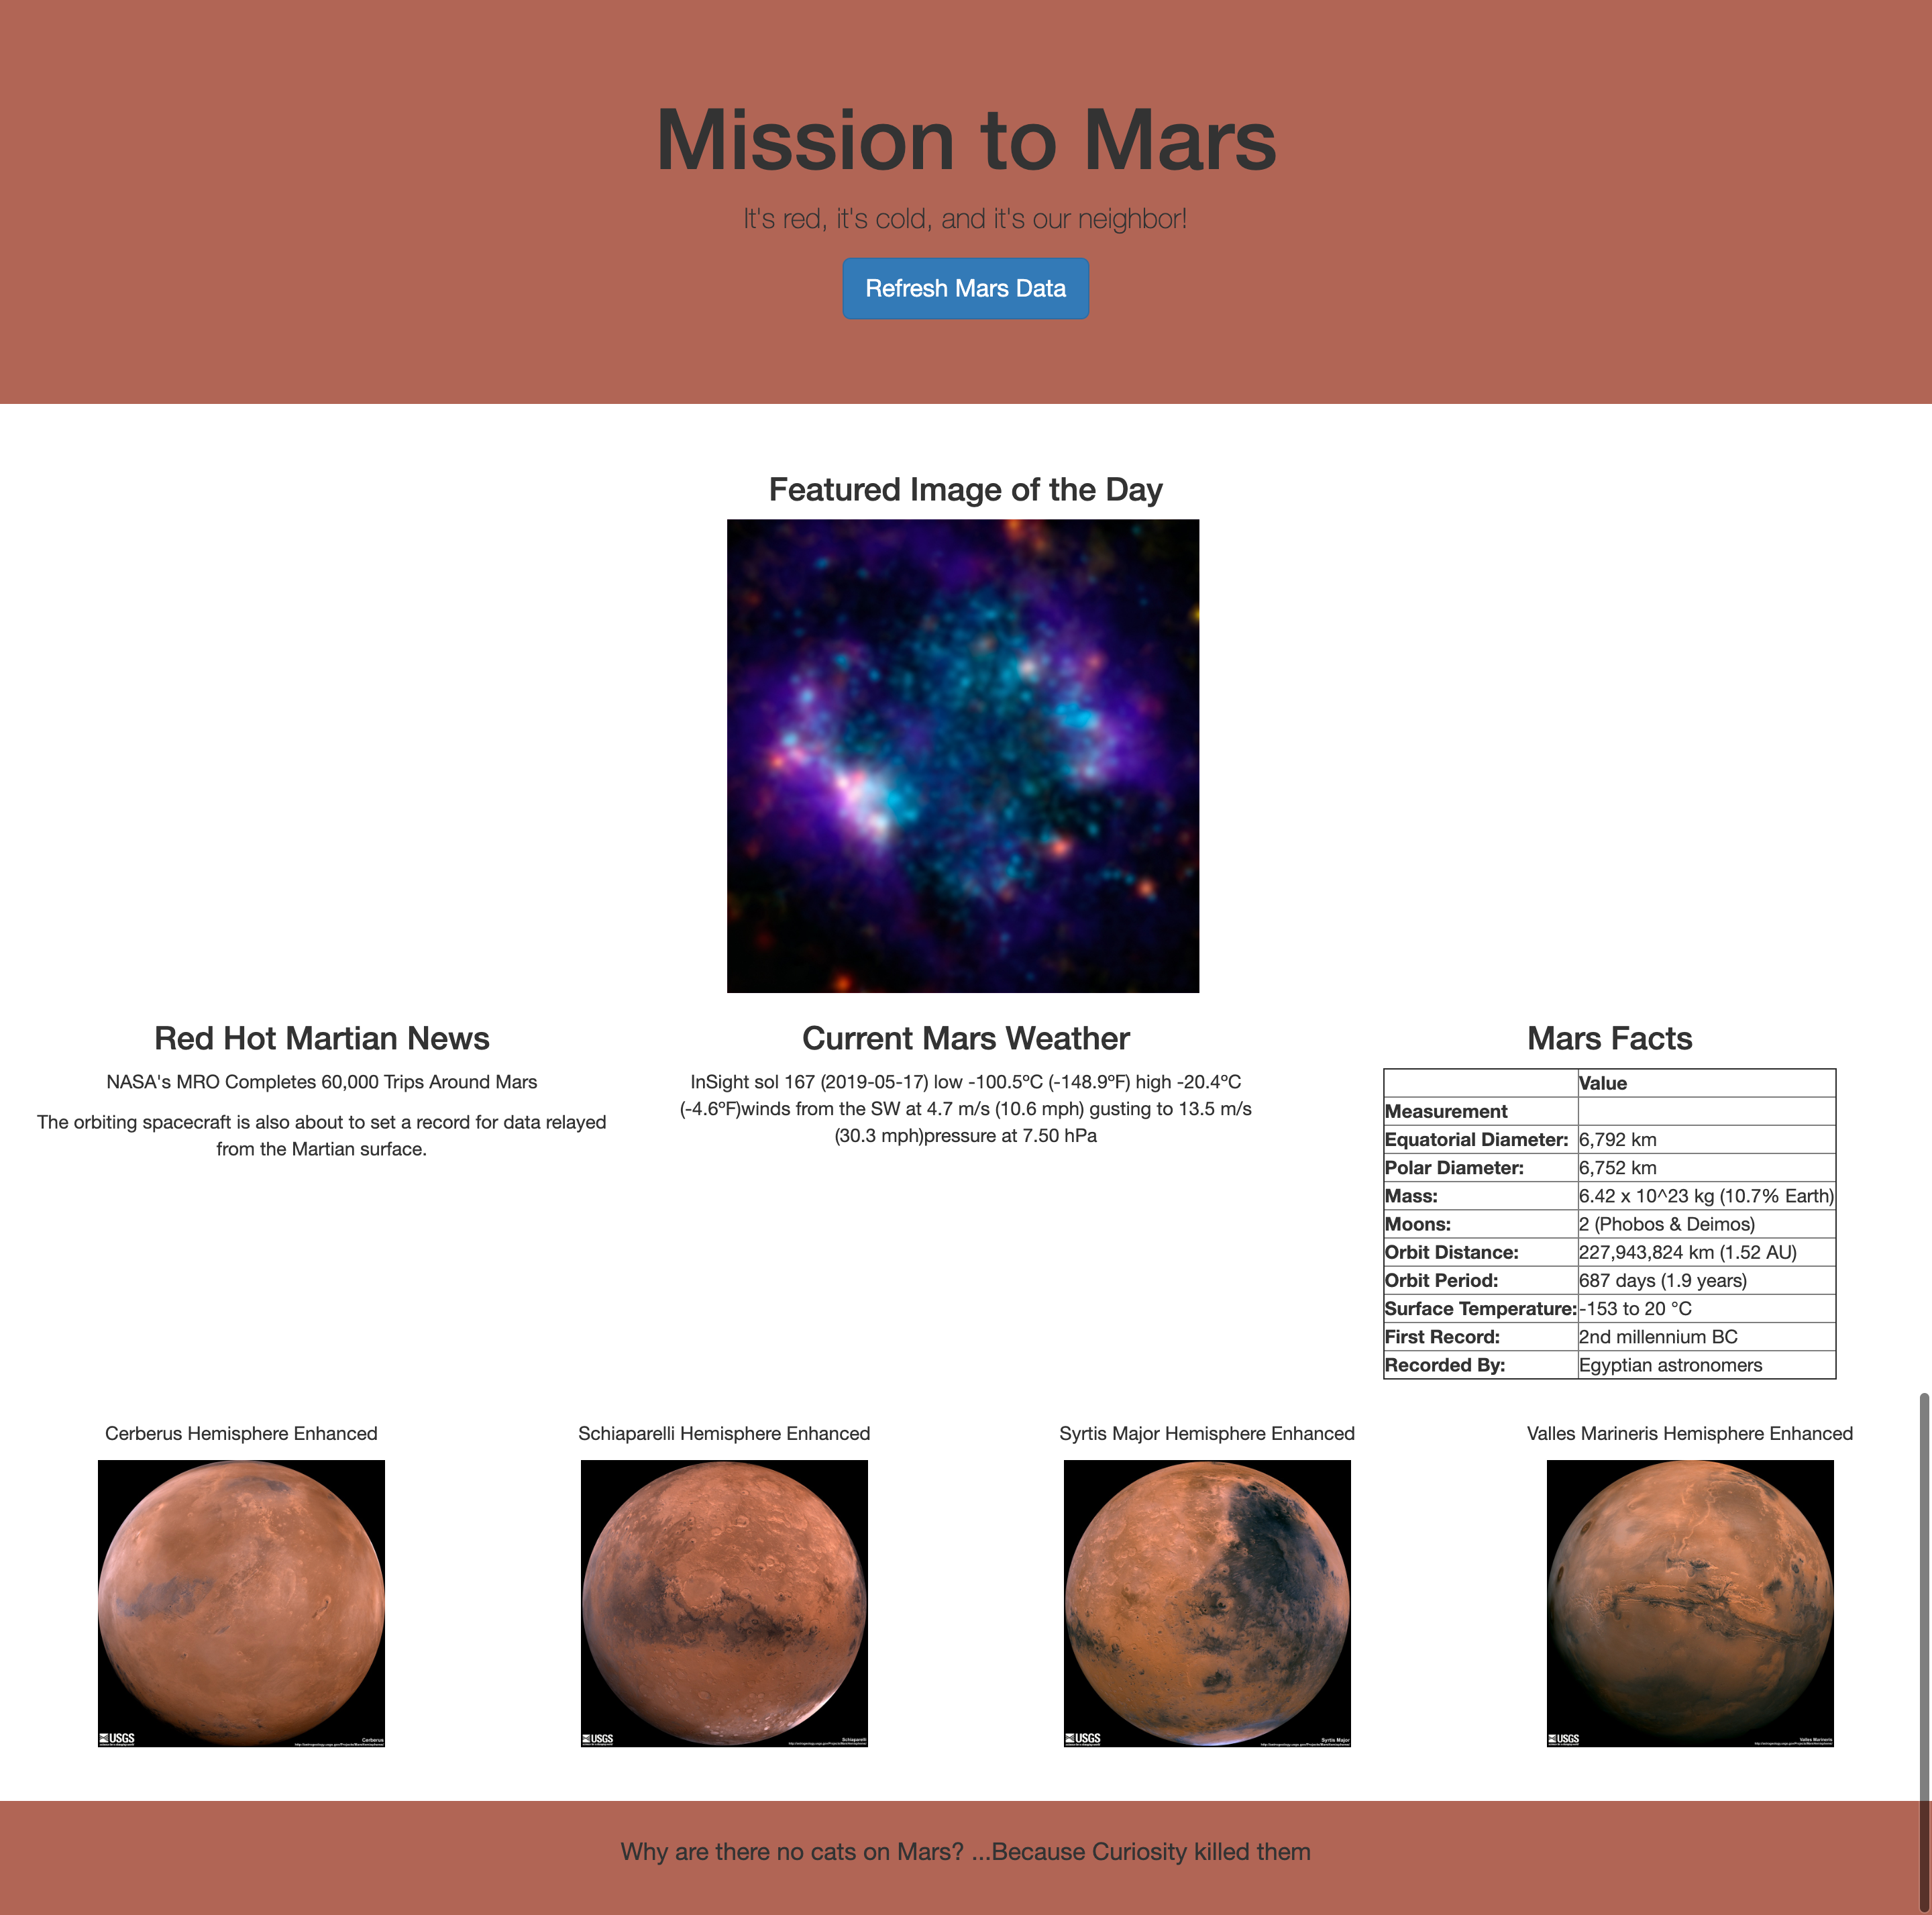 Mission to Mars
It's red, it's cold, and it's our neighbor!
Refresh Mars Data
Featured Image of the Day
Red Hot Martian News
NASA's MRO Completes 60,000 Trips Around Mars
The orbiting spacecraft is also about to set a record for data relayed
from the Martian surface.
Current Mars Weather
InSight sol 167 (2019-05-17) low -100.5ºC (-148.9ºF) high -20.4ºC
(-4.6ºF)winds from the SW at 4.7 m/s (10.6 mph) gusting to 13.5 m/s
(30.3 mph)pressure at 7.50 hPa
Mars Facts
Value
Measurement
Equatorial Diameter: 6,792 km
Polar Diameter: 6,752 km
Mass: 6.42 x 10^23 kg (10.7% Earth)
Moons: 2 (Phobos & Deimos)
Orbit Distance: 227,943,824 km (1.52 AU)
Orbit Period: 687 days (1.9 years)
Surface Temperature: -153 to 20 °C
First Record: 2nd millennium BC
Recorded By: Egyptian astronomers
Cerberus Hemisphere Enhanced
USGS
Cerberus
Schiaparelli Hemisphere Enhanced
USGS
Schiaparelli
Syrtis Major Hemisphere Enhanced
USGS
Syrtis Major
Valles Marineris Hemisphere Enhanced
USGS
Valles Marineris
Why are there no cats on Mars? ...Because Curiosity killed them